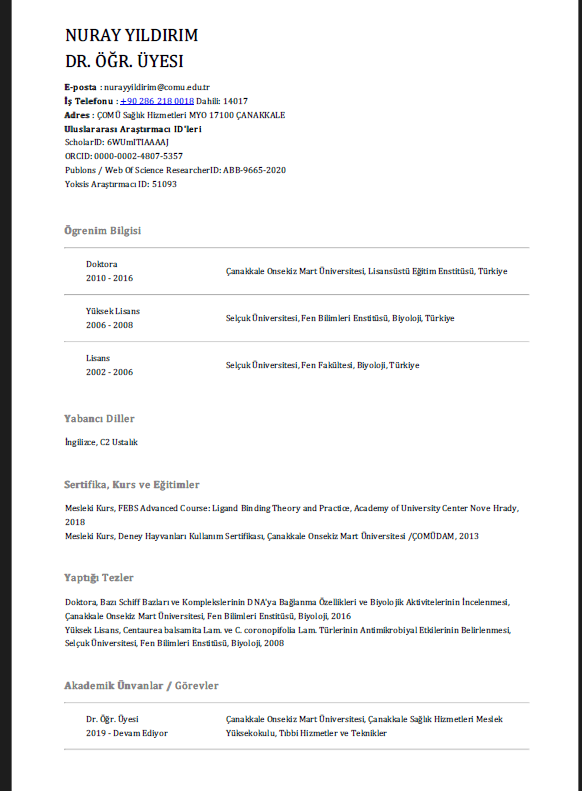 NURAY YILDIRIM
DR. ÖĞR. ÜYESI
E-posta : nurayyildirim@comu.edu.tr
İş Telefonu : +90 286 218 0018 Dahili: 14017
Adres : ÇOMÜ Sağlık Hizmetleri MYO 17100 ÇANAKKALE
Uluslararası Araştırmacı ID'leri
ScholarID: 6WUmITIAAAAJ
ORCID: 0000-0002-4807-5357
Publons / Web Of Science ResearcherID: ABB-9665-2020
Yoksis Araştırmacı ID: 51093
Ögrenim Bilgisi
Doktora
2010 - 2016
Çanakkale Onsekiz Mart Üniversitesi, Lisansüstü Eğitim Enstitüsü, Türkiye
Yüksek Lisans
2006 - 2008
Selçuk Üniversitesi, Fen Bilimleri Enstitüsü, Biyoloji, Türkiye
Lisans
2002 - 2006
Selçuk Üniversitesi, Fen Fakültesi, Biyoloji, Türkiye
Yabancı Diller
İngilizce, C2 Ustalık
Sertifika, Kurs ve Eğitimler
Mesleki Kurs, FEBS Advanced Course: Ligand Binding Theory and Practice, Academy of University Center Nove Hrady,
2018
Mesleki Kurs, Deney Hayvanları Kullanım Sertifikası, Çanakkale Onsekiz Mart Üniversitesi /ÇOMÜDAM, 2013
Yaptığı Tezler
Doktora, Bazı Schiff Bazları ve Komplekslerinin DNA'ya Bağlanma Özellikleri ve Biyolojik Aktivitelerinin İncelenmesi,
Çanakkale Onsekiz Mart Üniversitesi, Fen Bilimleri Enstitüsü, Biyoloji, 2016
Yüksek Lisans, Centaurea balsamita Lam. ve C. coronopifolia Lam. Türlerinin Antimikrobiyal Etkilerinin Belirlenmesi,
Selçuk Üniversitesi, Fen Bilimleri Enstitüsü, Biyoloji, 2008
Akademik Ünvanlar / Görevler
Dr. Öğr. Üyesi
2019 - Devam Ediyor
Çanakkale Onsekiz Mart Üniversitesi, Çanakkale Sağlık Hizmetleri Meslek
Yüksekokulu, Tıbbi Hizmetler ve Teknikler